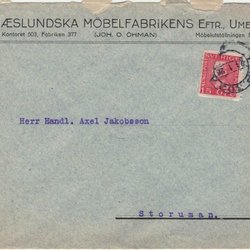 ÆSLUNDSKA MÖBELFABRIKENS EFTR., UME
Kontoret 503, Fabriken 377
(JOH. O. ÖHMAN)
Möbelutställningen
Herr Handl. Axel Jakobsson
Storuman.